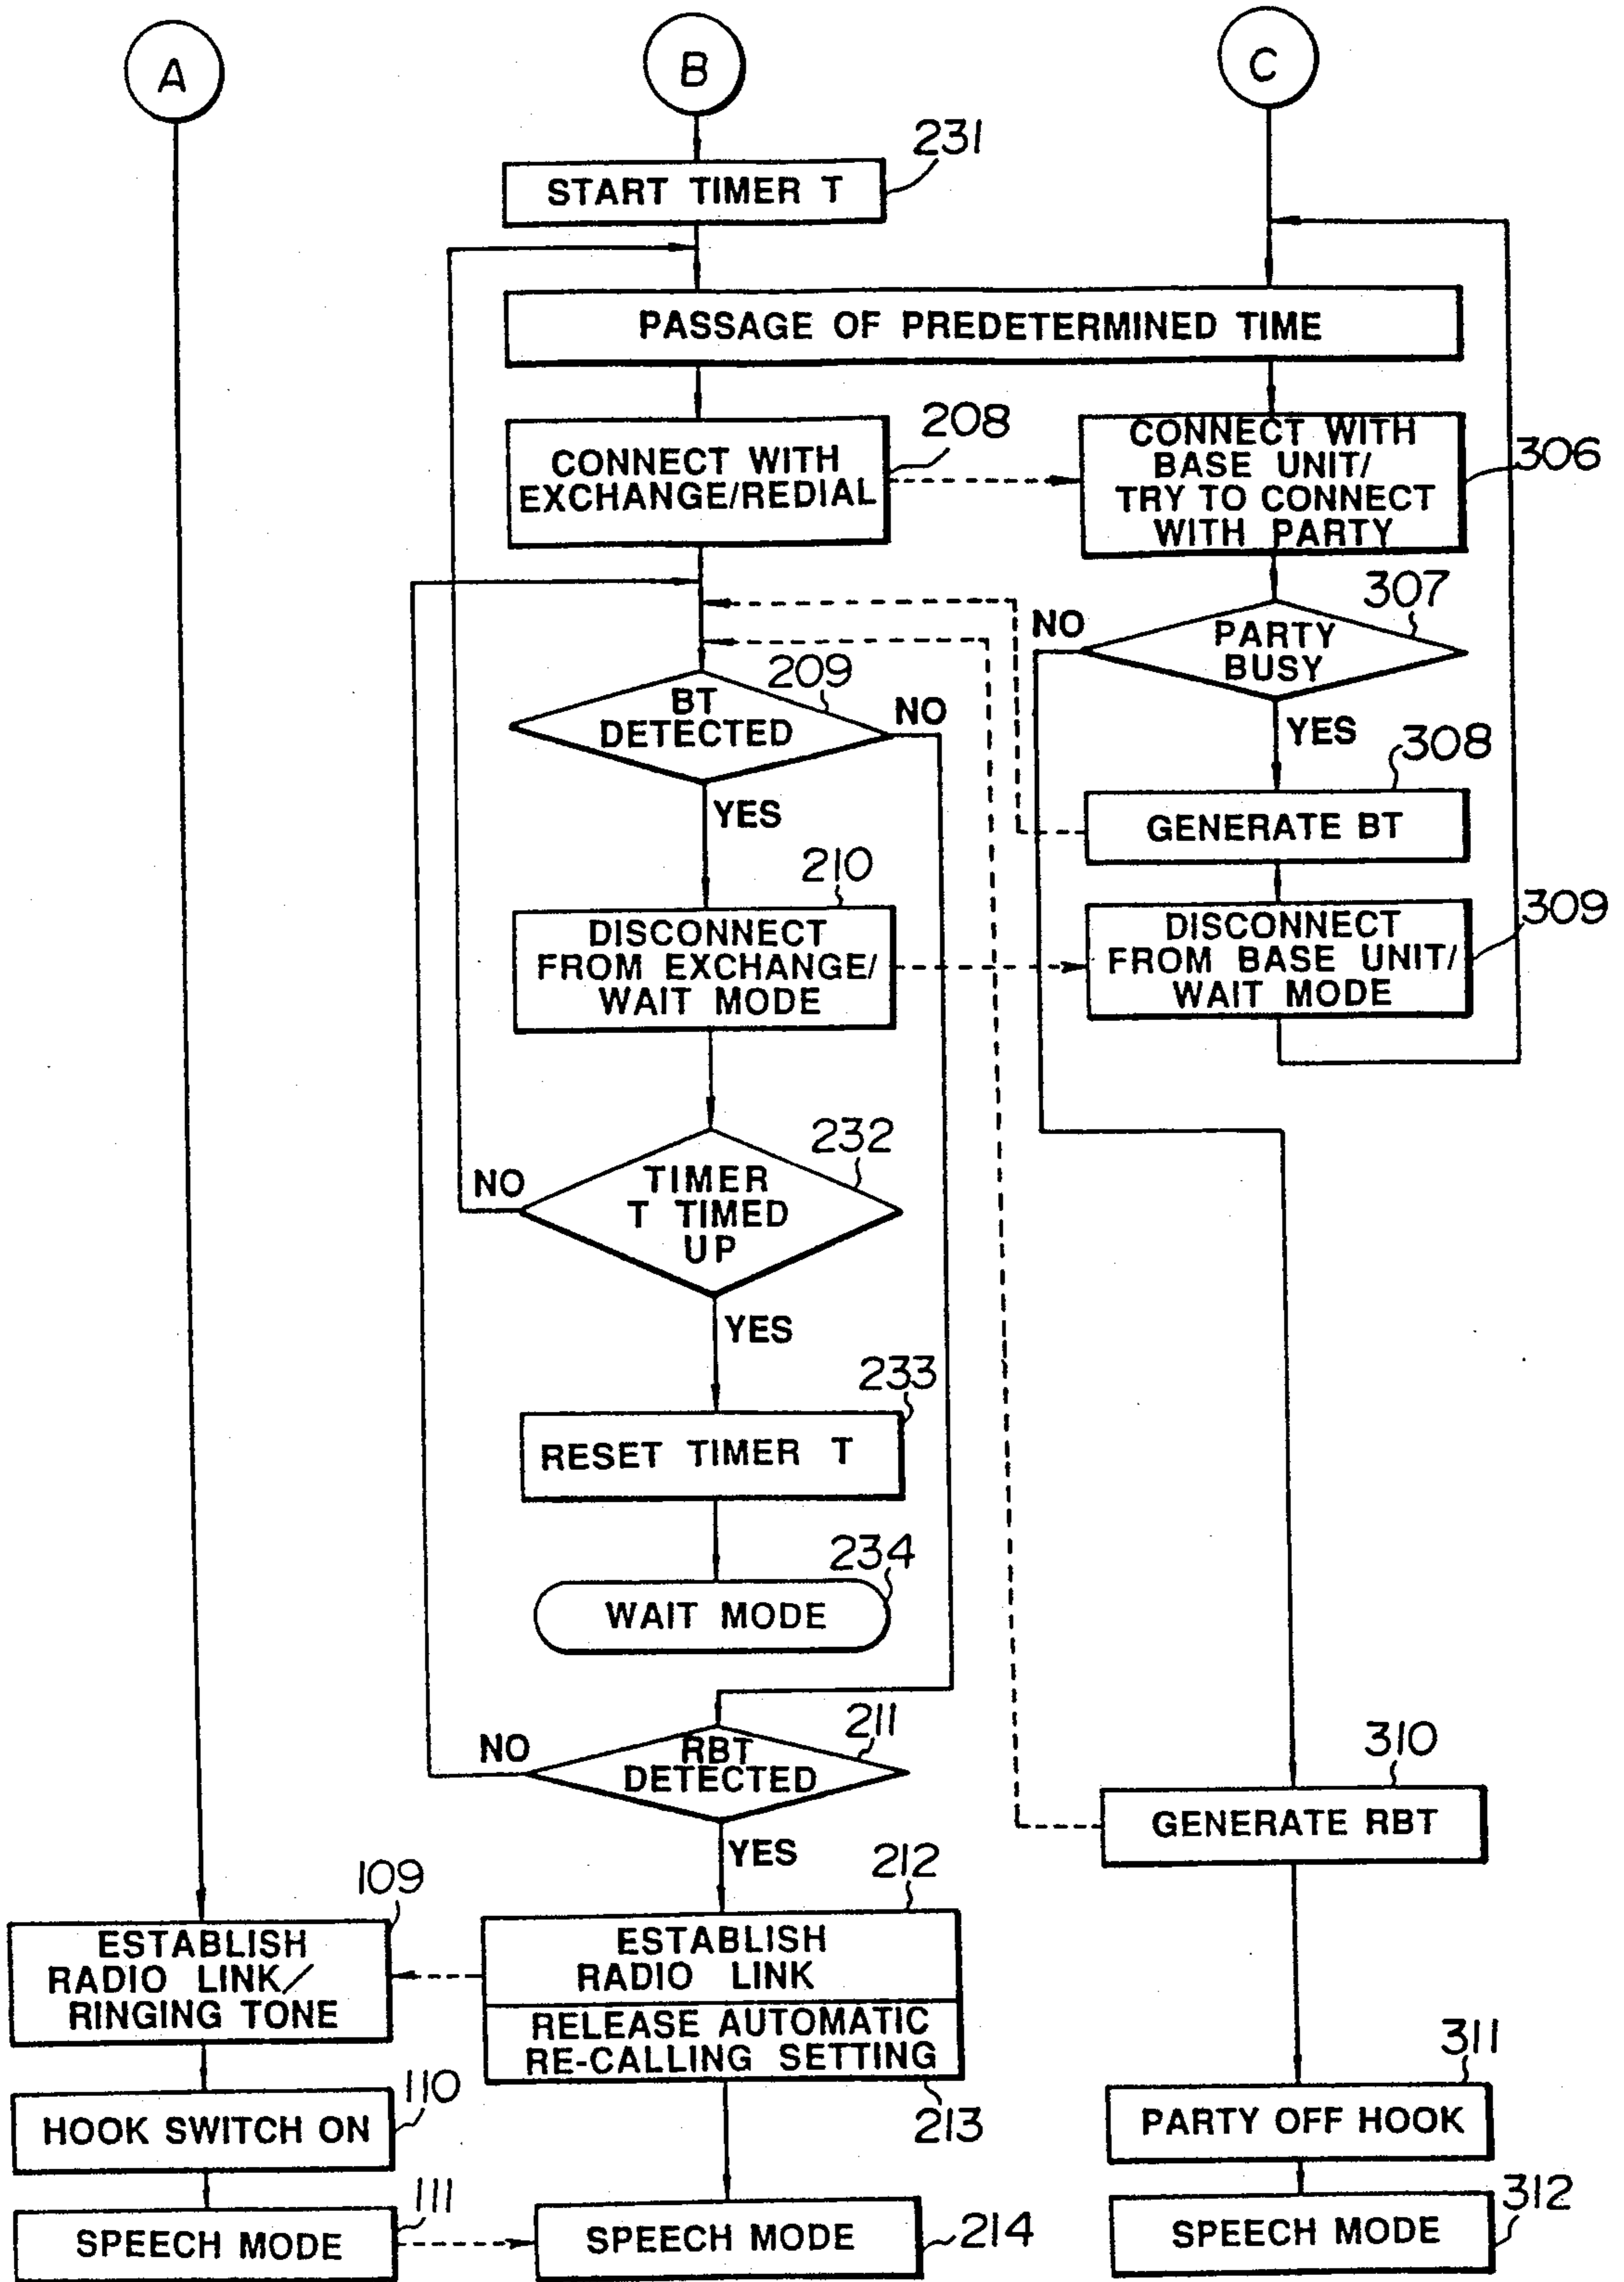 A
B
C
231
START TIMER T
PASSAGE OF PREDETERMINED TIME
208
CONNECT WITH
EXCHANGE/REDIAL
CONNECT WITH
BASE UNIT/
TRY TO CONNECT
WITH PARTY
306
307
NO
PARTY
BUSY
209
BT
DETECTED
NO
YES
308
YES
GENERATE BT
210
DISCONNECT
FROM EXCHANGE/
WAIT MODE
309
DISCONNECT
FROM BASE UNIT/
WAIT MODE
232
NO
TIMER
T TIMED
UP
YES
233
RESET TIMER T
234
WAIT MODE
211
NO
RBT
DETECTED
310
GENERATE RBT
YES
212
109
ESTABLISH
RADIO LINK/
RINGING TONE
ESTABLISH
RADIO LINK
RELEASE AUTOMATIC
RE-CALLING SETTING
213
110
HOOK SWITCH ON
311
PARTY OFF HOOK
111
SPEECH MODE
SPEECH MODE
214
312
SPEECH MODE